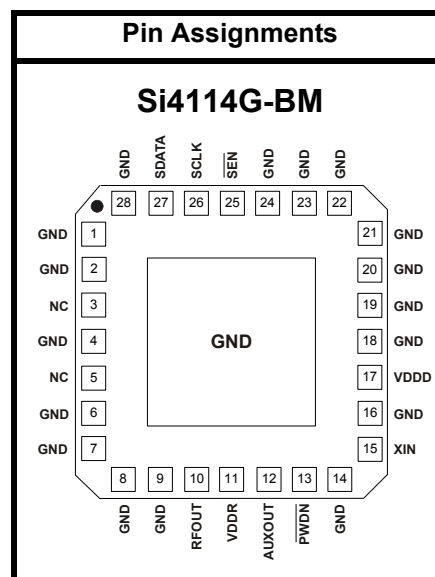 Pin Assignments
Si4114G-BM
GND SDATA SCLK SEN GND GND GND
28 27 26 25 24 23 22
GND 1 21 GND
GND 2 20 GND
NC 3 19 GND
GND 4 18 GND
GND
NC 5 17 VDDD
GND 6 16 GND
GND 7 15 XIN
8 9 10 11 12 13 14
GND GND RFOUT VDDR AUXOUT PWDN GND